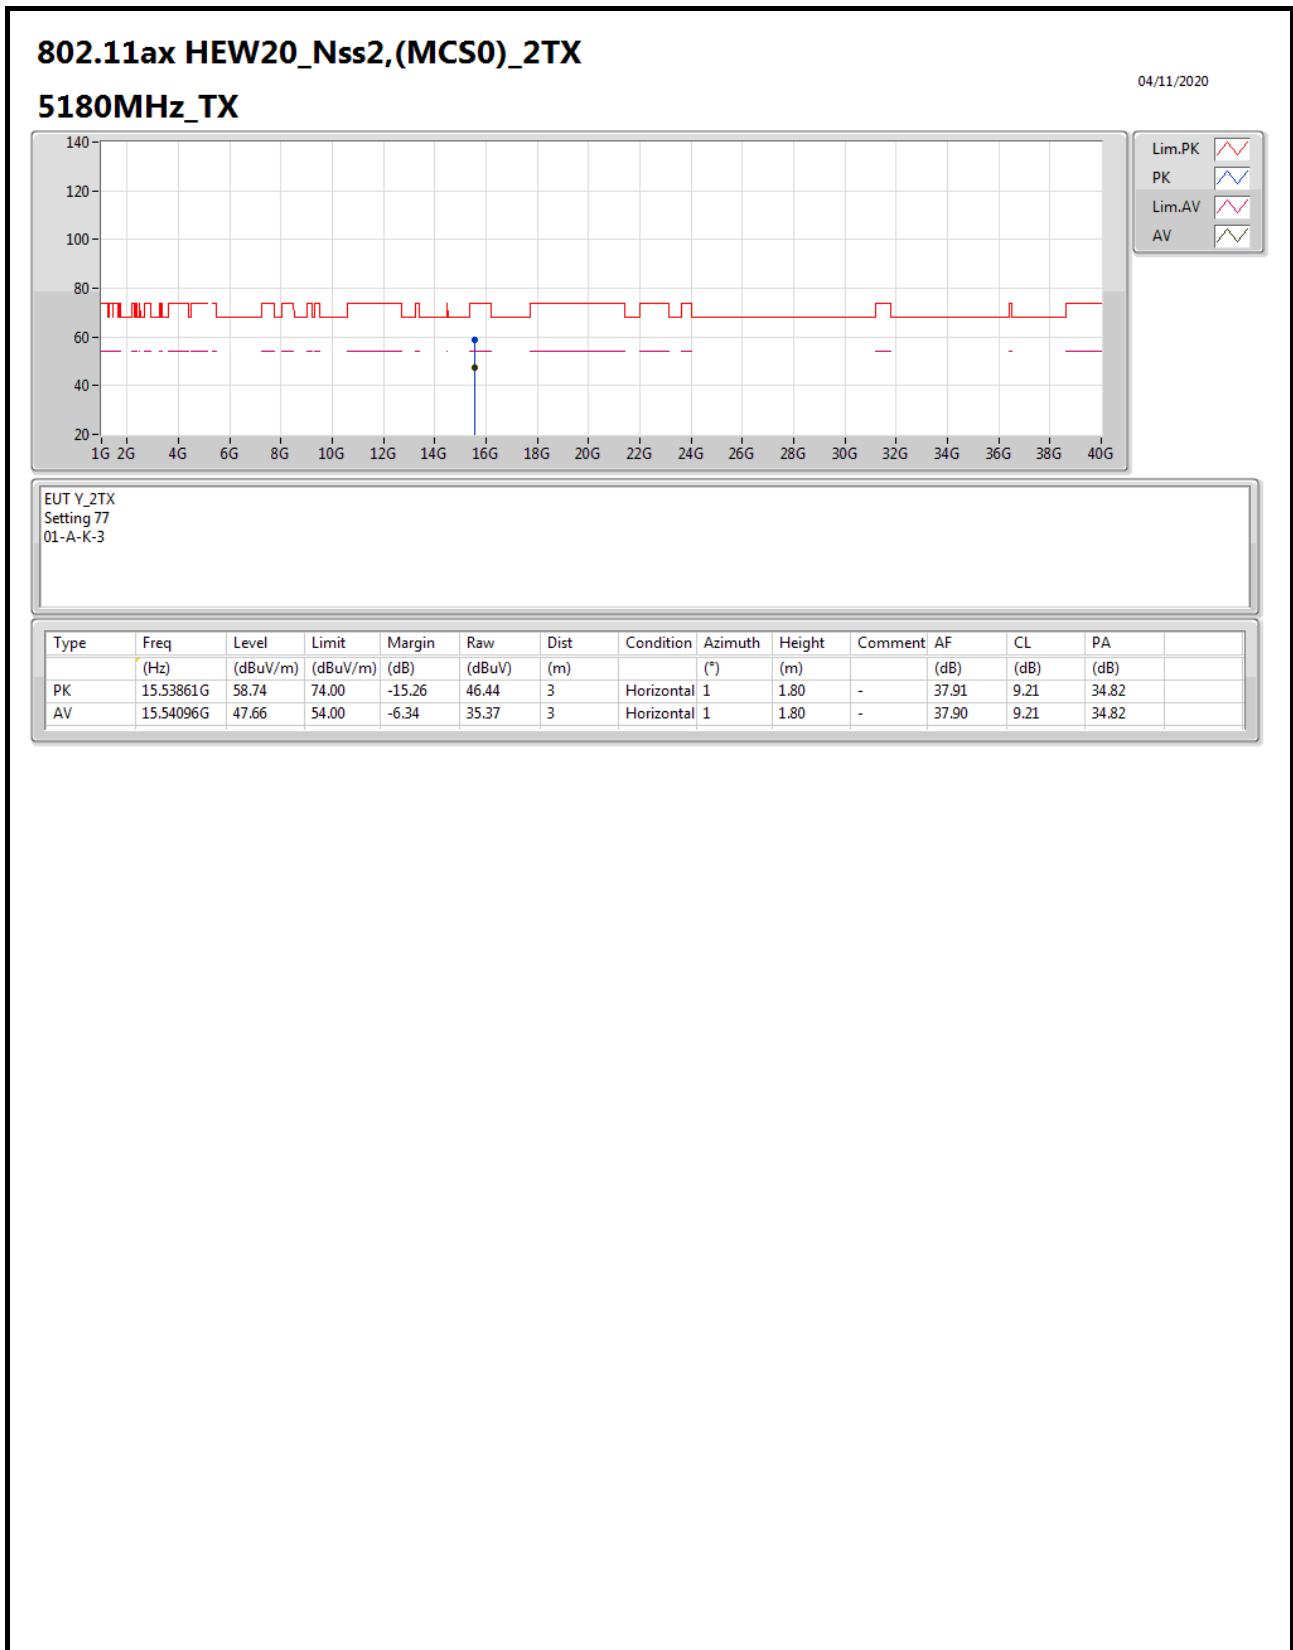 802.11ax HEW20_Nss2,(MCS0)_2TX
04/11/2020
5180MHz_TX
140
120
100
80
60
40
20
1G 2G 4G 6G 8G 10G 12G 14G 16G 18G 20G 22G 24G 26G 28G 30G 32G 34G 36G 38G 40G
Lim.PK
PK
Lim.AV
AV
EUT Y_2TX
Setting 77
01-A-K-3
Type Freq Level Limit Margin Raw Dist Condition Azimuth Height Comment AF CL PA
(Hz) (dBuV/m) (dBuV/m) (dB) (dBuV) (m) (°) (m) (dB) (dB) (dB)
PK 15.53861G 58.74 74.00 -15.26 46.44 3 Horizontal 1 1.80 - 37.91 9.21 34.82
AV 15.54096G 47.66 54.00 -6.34 35.37 3 Horizontal 1 1.80 - 37.90 9.21 34.82